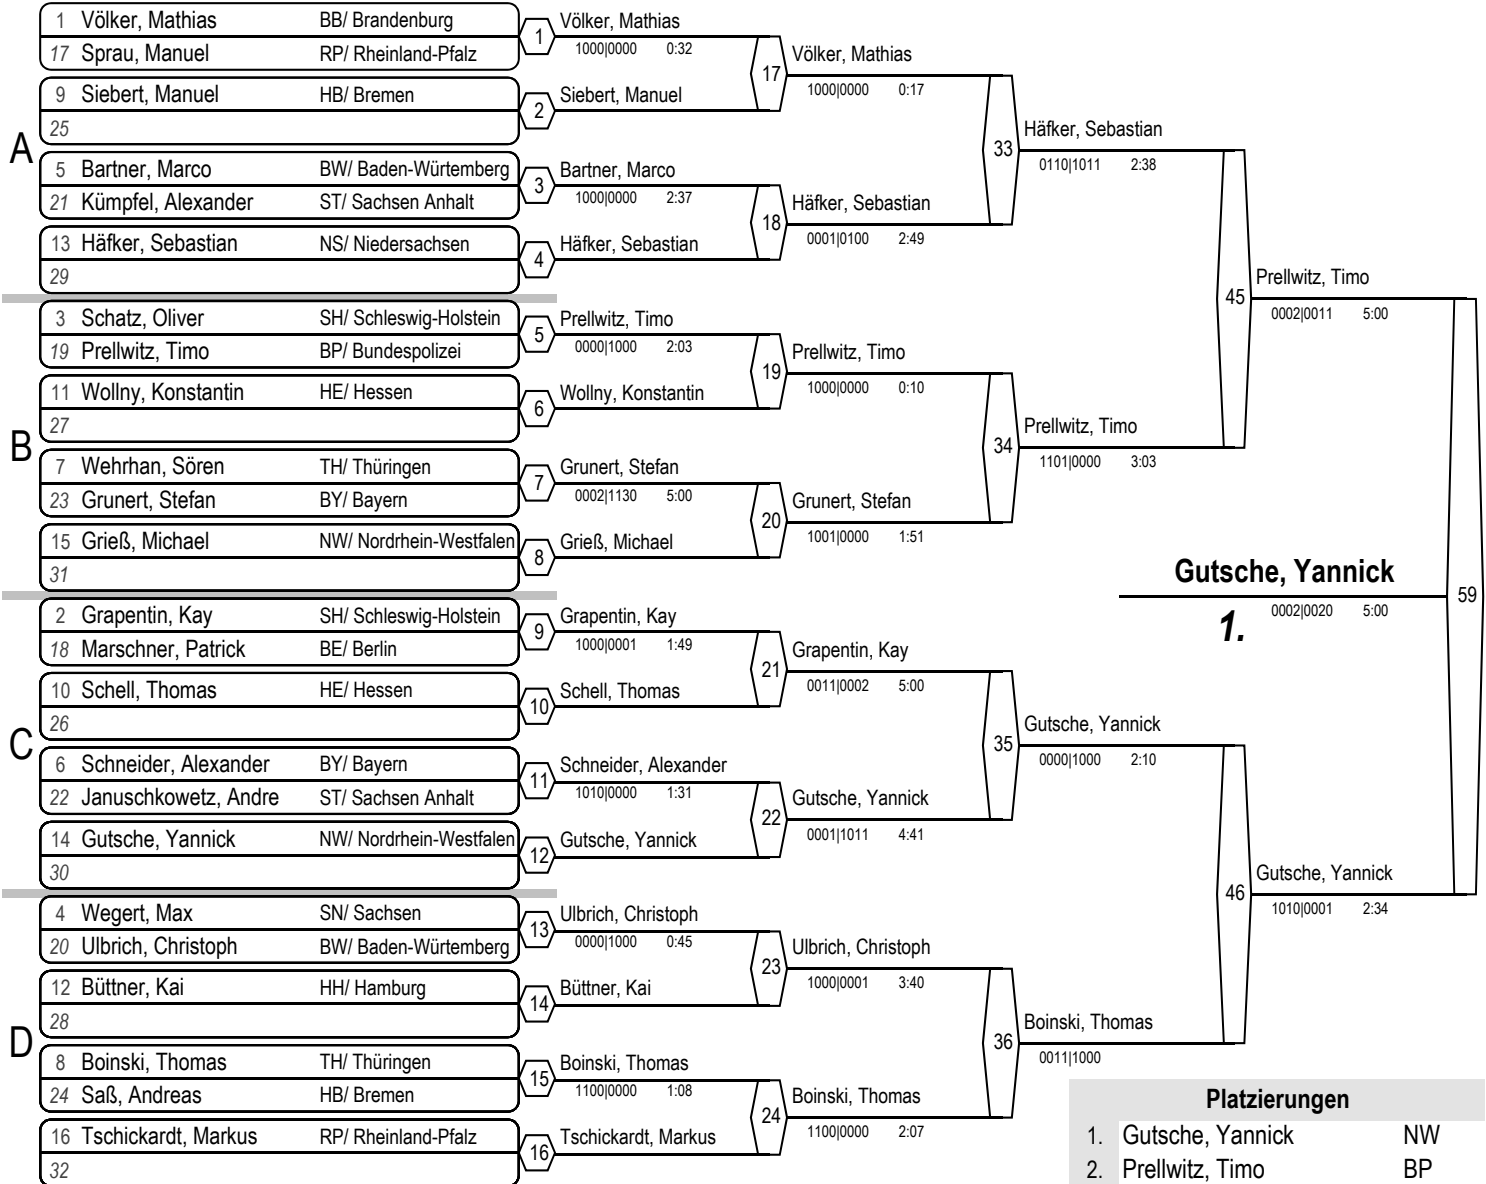 A
1 Völker, Mathias BB/ Brandenburg
17 Sprau, Manuel RP/ Rheinland-Pfalz
9 Siebert, Manuel HB/ Bremen
25
5 Bartner, Marco BW/ Baden-Würtemberg
21 Kümpfel, Alexander ST/ Sachsen Anhalt
13 Häfker, Sebastian NS/ Niedersachsen
29
B
3 Schatz, Oliver SH/ Schleswig-Holstein
19 Prellwitz, Timo BP/ Bundespolizei
11 Wollny, Konstantin HE/ Hessen
27
7 Wehrhan, Sören TH/ Thüringen
23 Grunert, Stefan BY/ Bayern
15 Grieß, Michael NW/ Nordrhein-Westfalen
31
C
2 Grapentin, Kay SH/ Schleswig-Holstein
18 Marschner, Patrick BE/ Berlin
10 Schell, Thomas HE/ Hessen
26
6 Schneider, Alexander BY/ Bayern
22 Januschkowetz, Andre ST/ Sachsen Anhalt
14 Gutsche, Yannick NW/ Nordrhein-Westfalen
30
D
4 Wegert, Max SN/ Sachsen
20 Ulbrich, Christoph BW/ Baden-Würtemberg
12 Büttner, Kai HH/ Hamburg
28
8 Boinski, Thomas TH/ Thüringen
24 Saß, Andreas HB/ Bremen
16 Tschickardt, Markus RP/ Rheinland-Pfalz
32
1 Völker, Mathias
1000|0000 0:32
2 Siebert, Manuel
3 Bartner, Marco
1000|0000 2:37
4 Häfker, Sebastian
5 Prellwitz, Timo
0000|1000 2:03
6 Wollny, Konstantin
7 Grunert, Stefan
0002|1130 5:00
8 Grieß, Michael
9 Grapentin, Kay
1000|0001 1:49
10 Schell, Thomas
11 Schneider, Alexander
1010|0000 1:31
12 Gutsche, Yannick
13 Ulbrich, Christoph
0000|1000 0:45
14 Büttner, Kai
15 Boinski, Thomas
1100|0000 1:08
16 Tschickardt, Markus
17 Völker, Mathias
1000|0000 0:17
18 Häfker, Sebastian
0001|0100 2:49
19 Prellwitz, Timo
1000|0000 0:10
20 Grunert, Stefan
1001|0000 1:51
21 Grapentin, Kay
0011|0002 5:00
22 Gutsche, Yannick
0001|1011 4:41
23 Ulbrich, Christoph
1000|0001 3:40
24 Boinski, Thomas
1100|0000 2:07
33 Häfker, Sebastian
0110|1011 2:38
34 Prellwitz, Timo
1101|0000 3:03
35 Gutsche, Yannick
0000|1000 2:10
36 Boinski, Thomas
0011|1000
45 Prellwitz, Timo
0002|0011 5:00
46 Gutsche, Yannick
1010|0001 2:34
59
Gutsche, Yannick
1. 0002|0020 5:00
Platzierungen
1. Gutsche, Yannick NW
2. Prellwitz, Timo BP